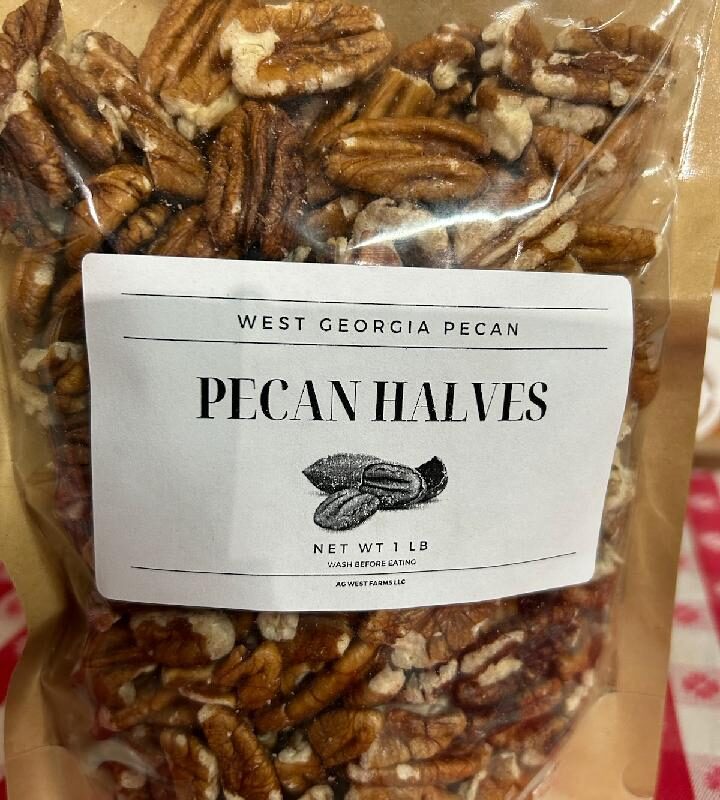 WEST GEORGIA PECAN
PECAN HALVES
NET WT 1 LB
WASH BEFORE EATING
AG WEST FARMS LLC